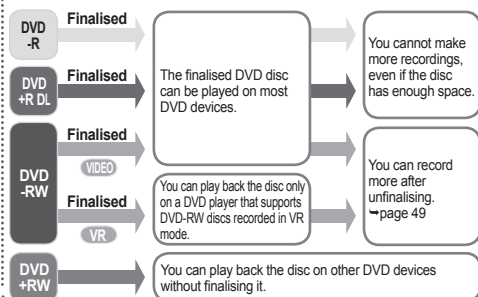 DVD
-R
Finalised
DVD
+R DL
Finalised
The finalised DVD disc
can be played on most
DVD devices.
You cannot make
more recordings,
even if the disc
has enough space.
DVD
-RW
Finalised
VIDEO
Finalised
VR
You can play back the disc only
on a DVD player that supports
DVD-RW discs recorded in VR
mode.
You can record
more after
unfinalising.
➥page 49
DVD
+RW
You can play back the disc on other DVD devices
without finalising it.